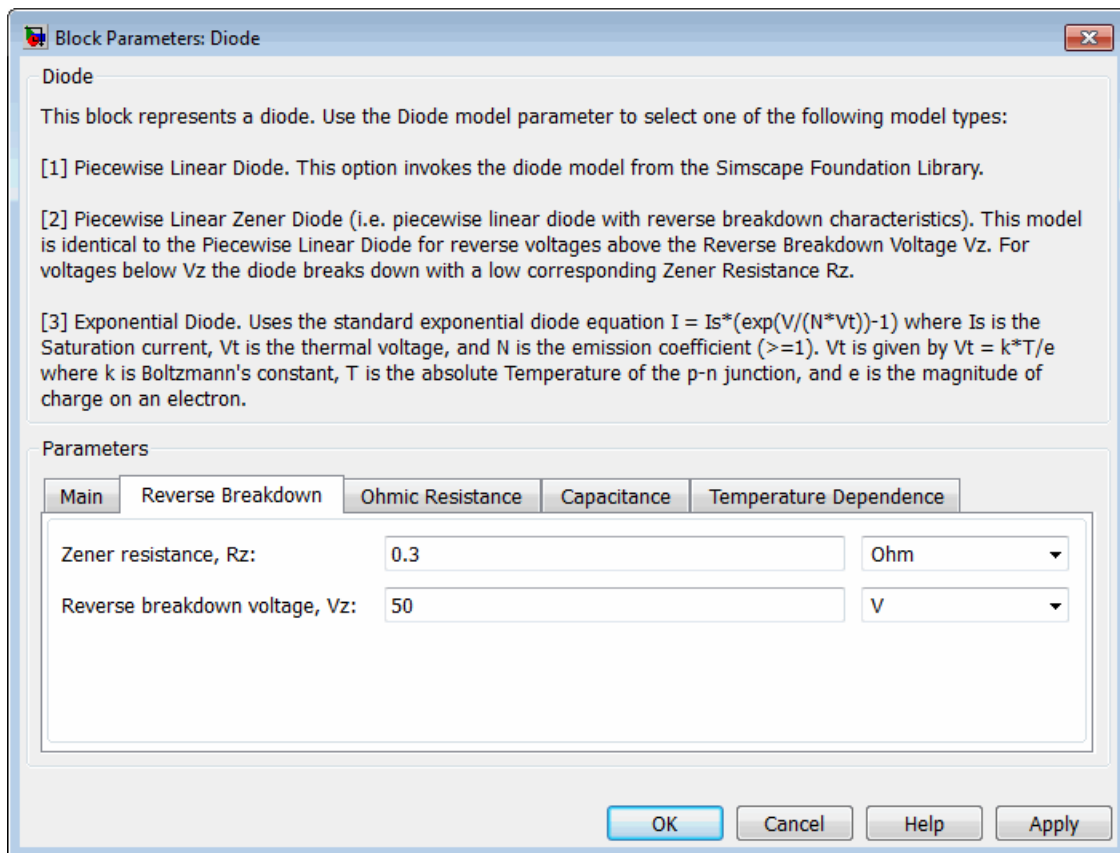 Block Parameters: Diode
Diode
This block represents a diode. Use the Diode model parameter to select one of the following model types:
[1] Piecewise Linear Diode. This option invokes the diode model from the Simscape Foundation Library.
[2] Piecewise Linear Zener Diode (i.e. piecewise linear diode with reverse breakdown characteristics). This model
is identical to the Piecewise Linear Diode for reverse voltages above the Reverse Breakdown Voltage Vz. For
voltages below Vz the diode breaks down with a low corresponding Zener Resistance Rz.
[3] Exponential Diode. Uses the standard exponential diode equation I = Is*(exp(V/(N*Vt))-1) where Is is the
Saturation current, Vt is the thermal voltage, and N is the emission coefficient (>=1). Vt is given by Vt = k*T/e
where k is Boltzmann's constant, T is the absolute Temperature of the p-n junction, and e is the magnitude of
charge on an electron.
Parameters
Main Reverse Breakdown Ohmic Resistance Capacitance Temperature Dependence
Zener resistance, Rz: 0.3 Ohm
Reverse breakdown voltage, Vz: 50 V
OK Cancel Help Apply